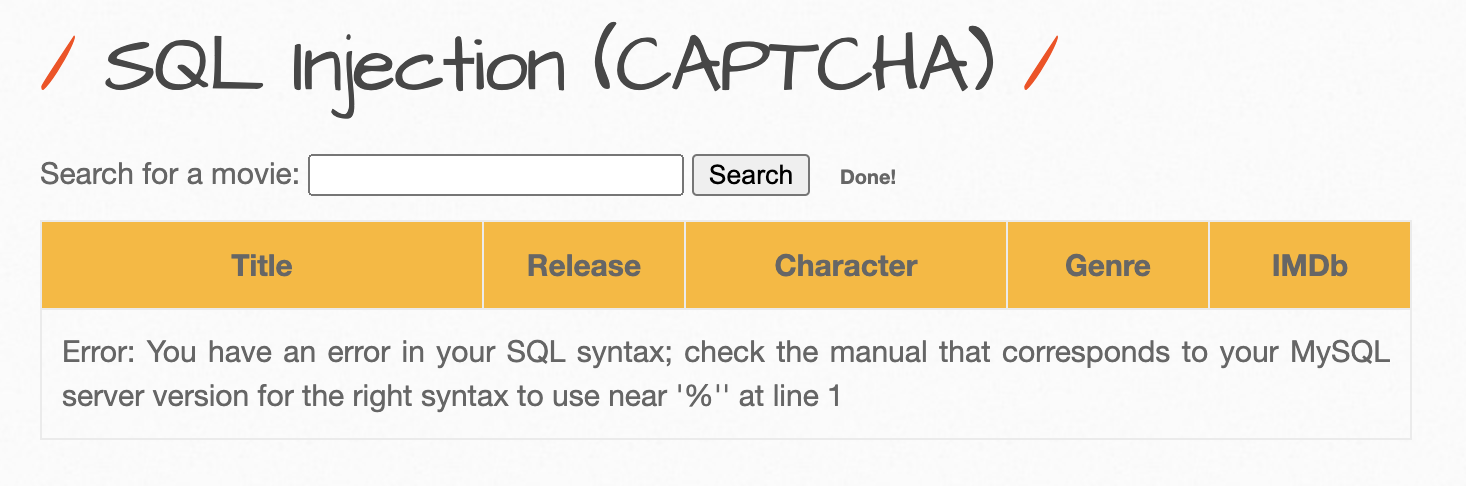 / SQL Injection (CAPTCHA) /
Search for a movie: Search Done!
Title Release Character Genre IMDb
Error: You have an error in your SQL syntax; check the manual that corresponds to your MySQL
server version for the right syntax to use near '%'' at line 1